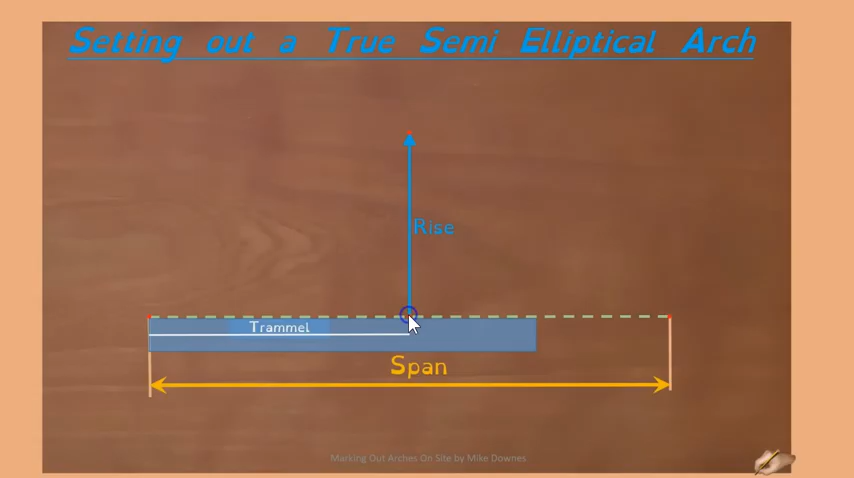 Setting out a True Semi Elliptical Arch
Rise
Trammel
Span
Marking Out Arches On Site by Mike Downes